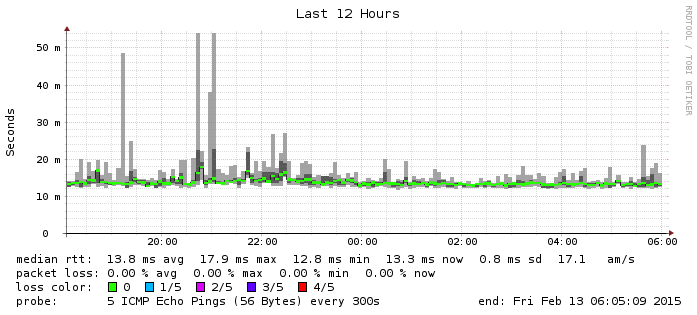 Last 12 Hours
RRDTOOL / TOBI OETIKER
Seconds
50 m
40 m
30 m
20 m
10 m
0
20:00 22:00 00:00 02:00 04:00 06:00
median rtt: 13.8 ms avg 17.9 ms max 12.8 ms min 13.3 ms now 0.8 ms sd 17.1 am/s
packet loss: 0.00 % avg 0.00 % max 0.00 % min 0.00 % now
loss color: 0 1/5 2/5 3/5 4/5
probe: 5 ICMP Echo Pings (56 Bytes) every 300s end: Fri Feb 13 06:05:09 2015